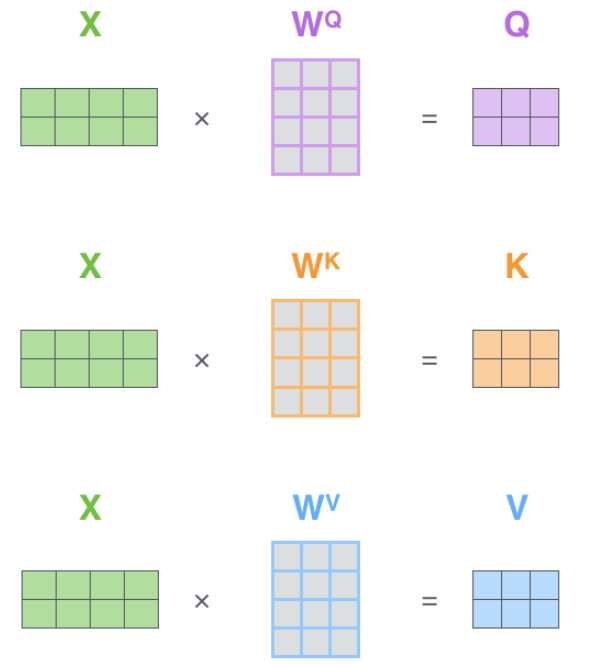 X W^Q Q
× =
X W^K K
× =
X W^V V
× =